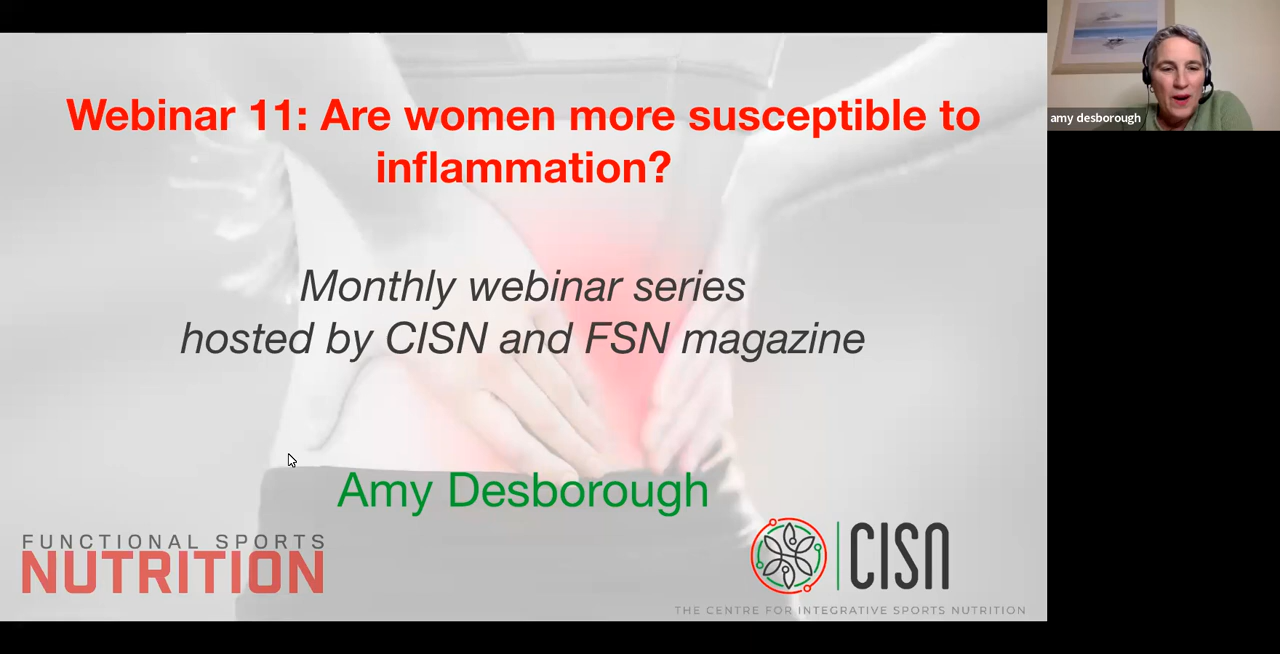 Webinar 11: Are women more susceptible to
inflammation?
amy desborough
Monthly webinar series
hosted by CISN and FSN magazine
Amy Desborough
FUNCTIONAL SPORTS
NUTRITION
CISN
THE CENTRE FOR INTEGRATIVE SPORTS NUTRITION